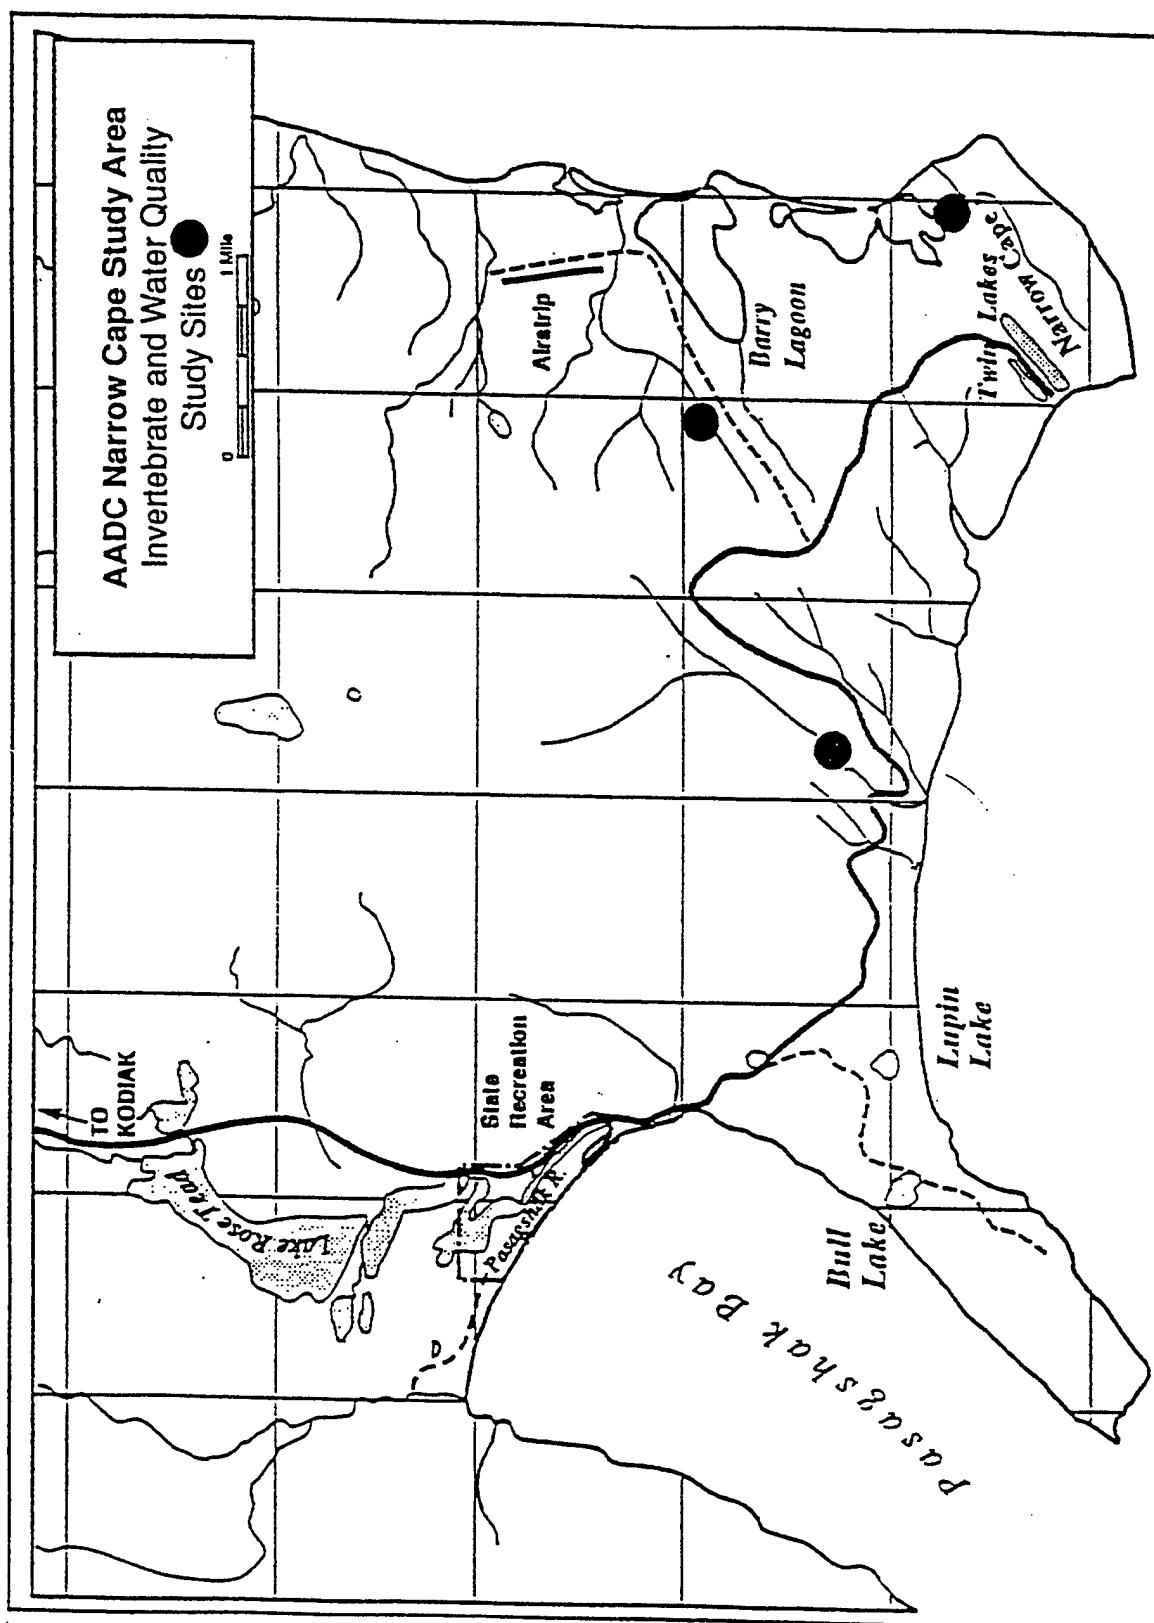 AADC Narrow Cape Study Area
Invertebrate and Water Quality
Study Sites
0
1 Mile
TO
KODIAK
Lake Rose Tead
State
Recreation
Area
Pasagshak R.
Airstrip
Barry
Lagoon
Twin Lakes
Narrow Cape
Lupin
Lake
Bull
Lake
Pasagshak Bay